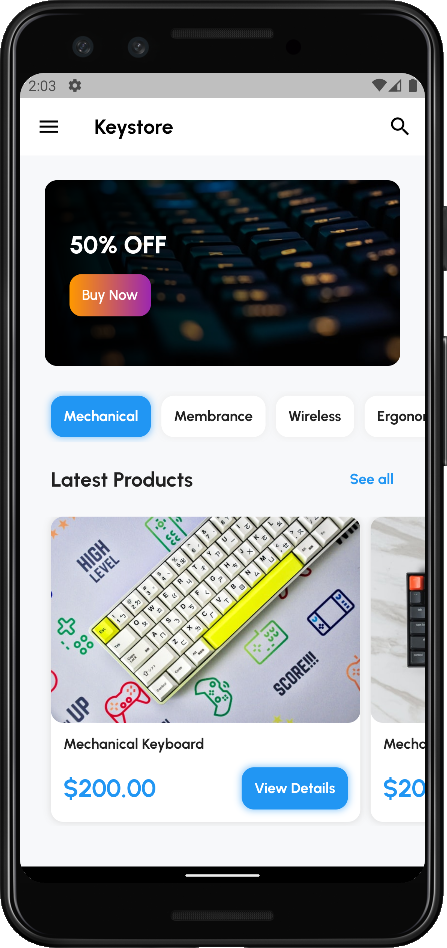 2:03
Keystore
50% OFF
Buy Now
Mechanical Membrance Wireless Ergonor
Latest Products See all
HIGH
LEVEL
UP
SCORE!!!
Mechanical Keyboard Mecha
$200.00 View Details $20